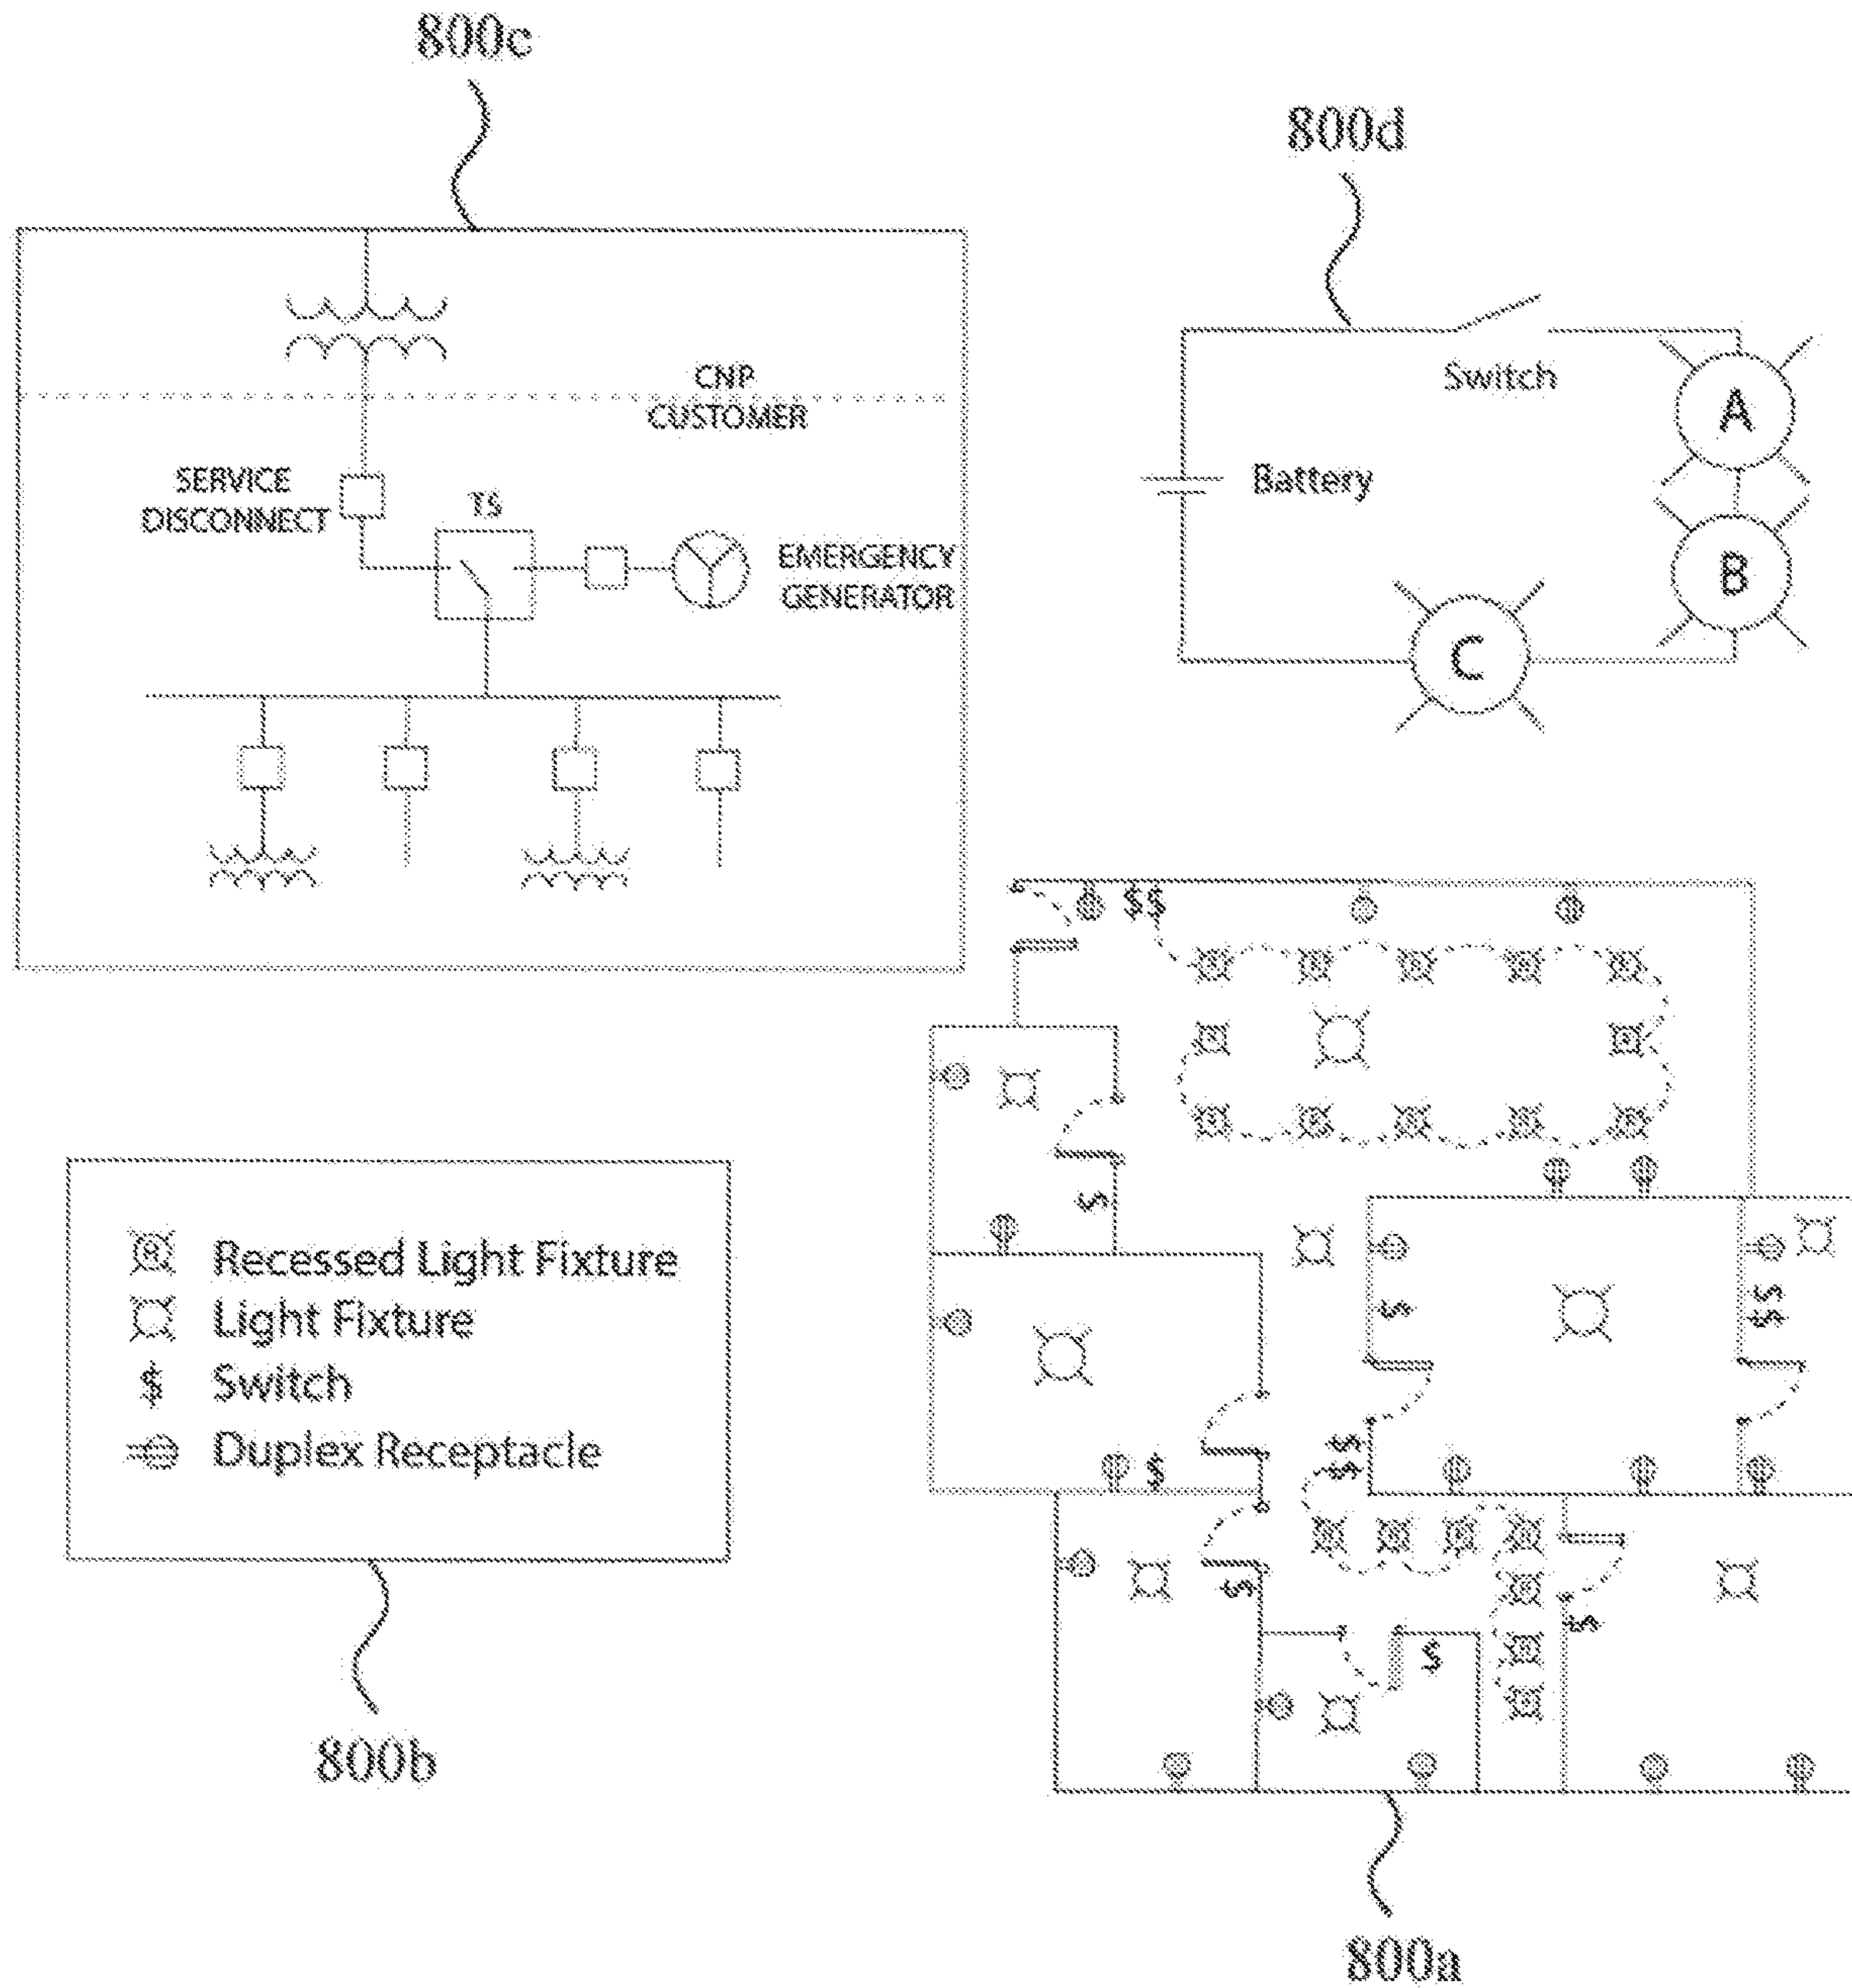 800c
800d
CNP
CUSTOMER
SERVICE
DISCONNECT
TS
EMERGENCY
GENERATOR
Switch
Battery
A
B
C
$$
$
$
$$
$
$$
$
$
$
$
Recessed Light Fixture
Light Fixture
$ Switch
Duplex Receptacle
800b
800a